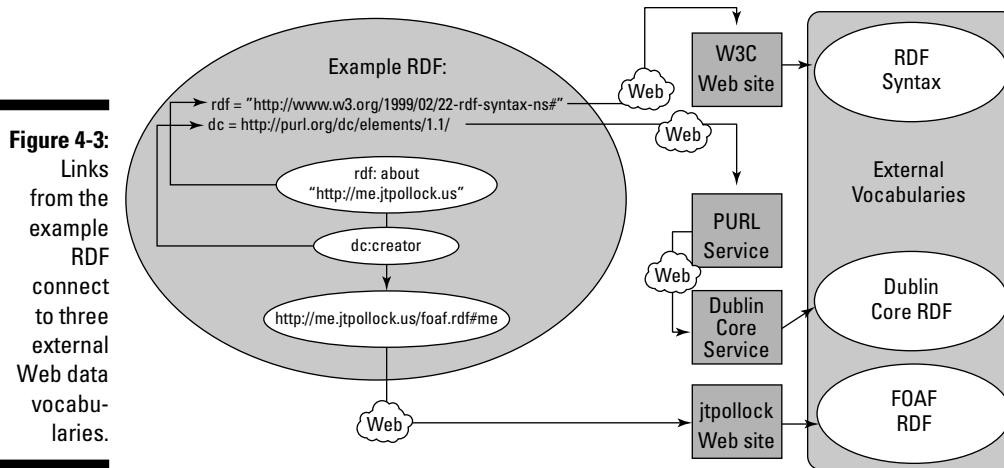 Figure 4-3:
Links
from the
example
RDF
connect
to three
external
Web data
vocabu-
laries.
Example RDF:
rdf = "http://www.w3.org/1999/02/22-rdf-syntax-ns#"
dc = http://purl.org/dc/elements/1.1/
rdf: about
“http://me.jtpollock.us”
dc:creator
http://me.jtpollock.us/foaf.rdf#me
Web
Web
Web
Web
W3C
Web site
PURL
Service
Dublin
Core
Service
jtpollock
Web site
RDF
Syntax
External
Vocabularies
Dublin
Core RDF
FOAF
RDF